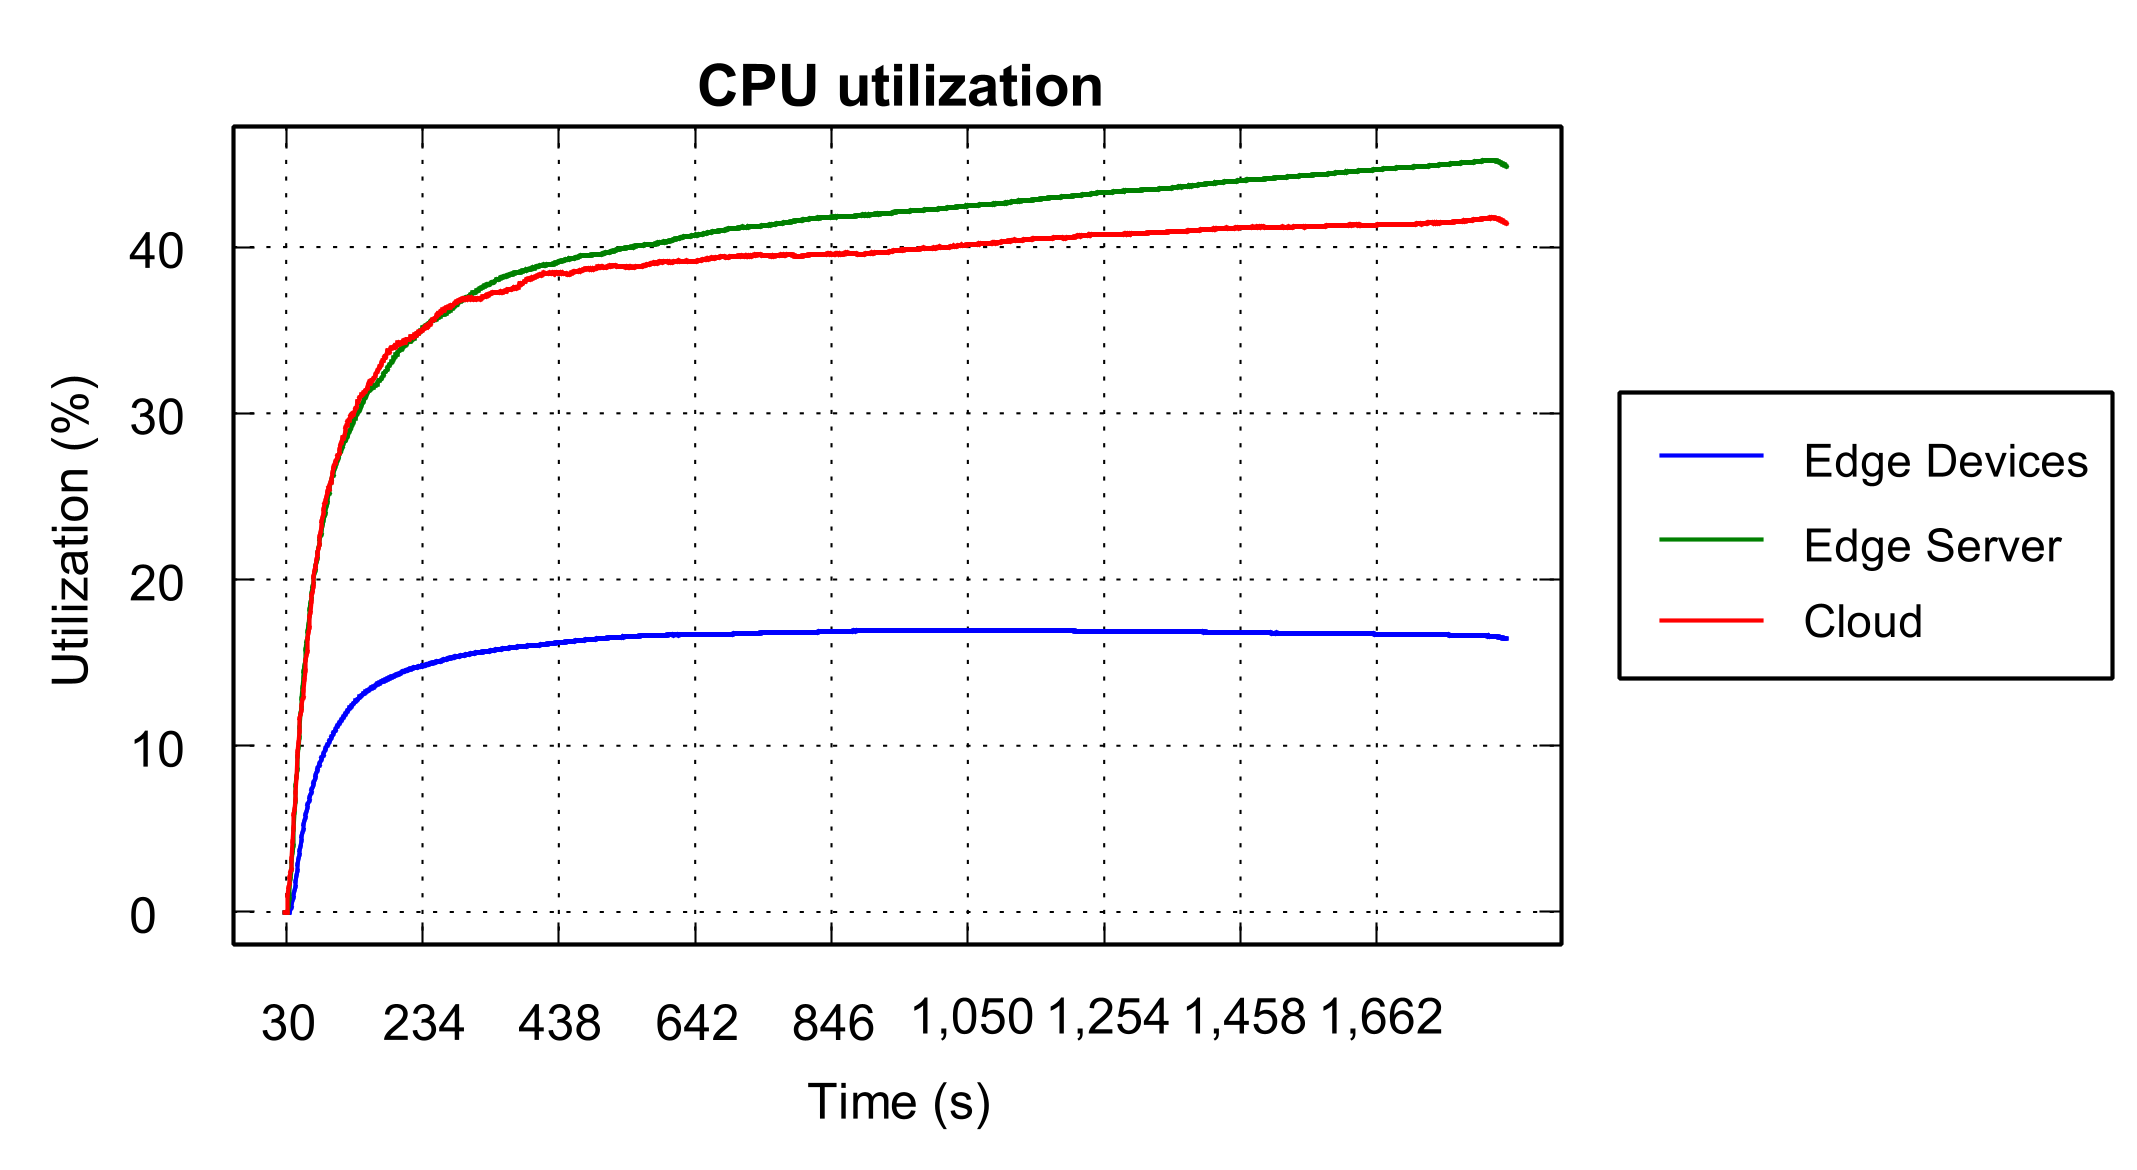 CPU utilization
Utilization (%)
40
30
20
10
0
30 234 438 642 846 1,050 1,254 1,458 1,662
Time (s)
Edge Devices
Edge Server
Cloud